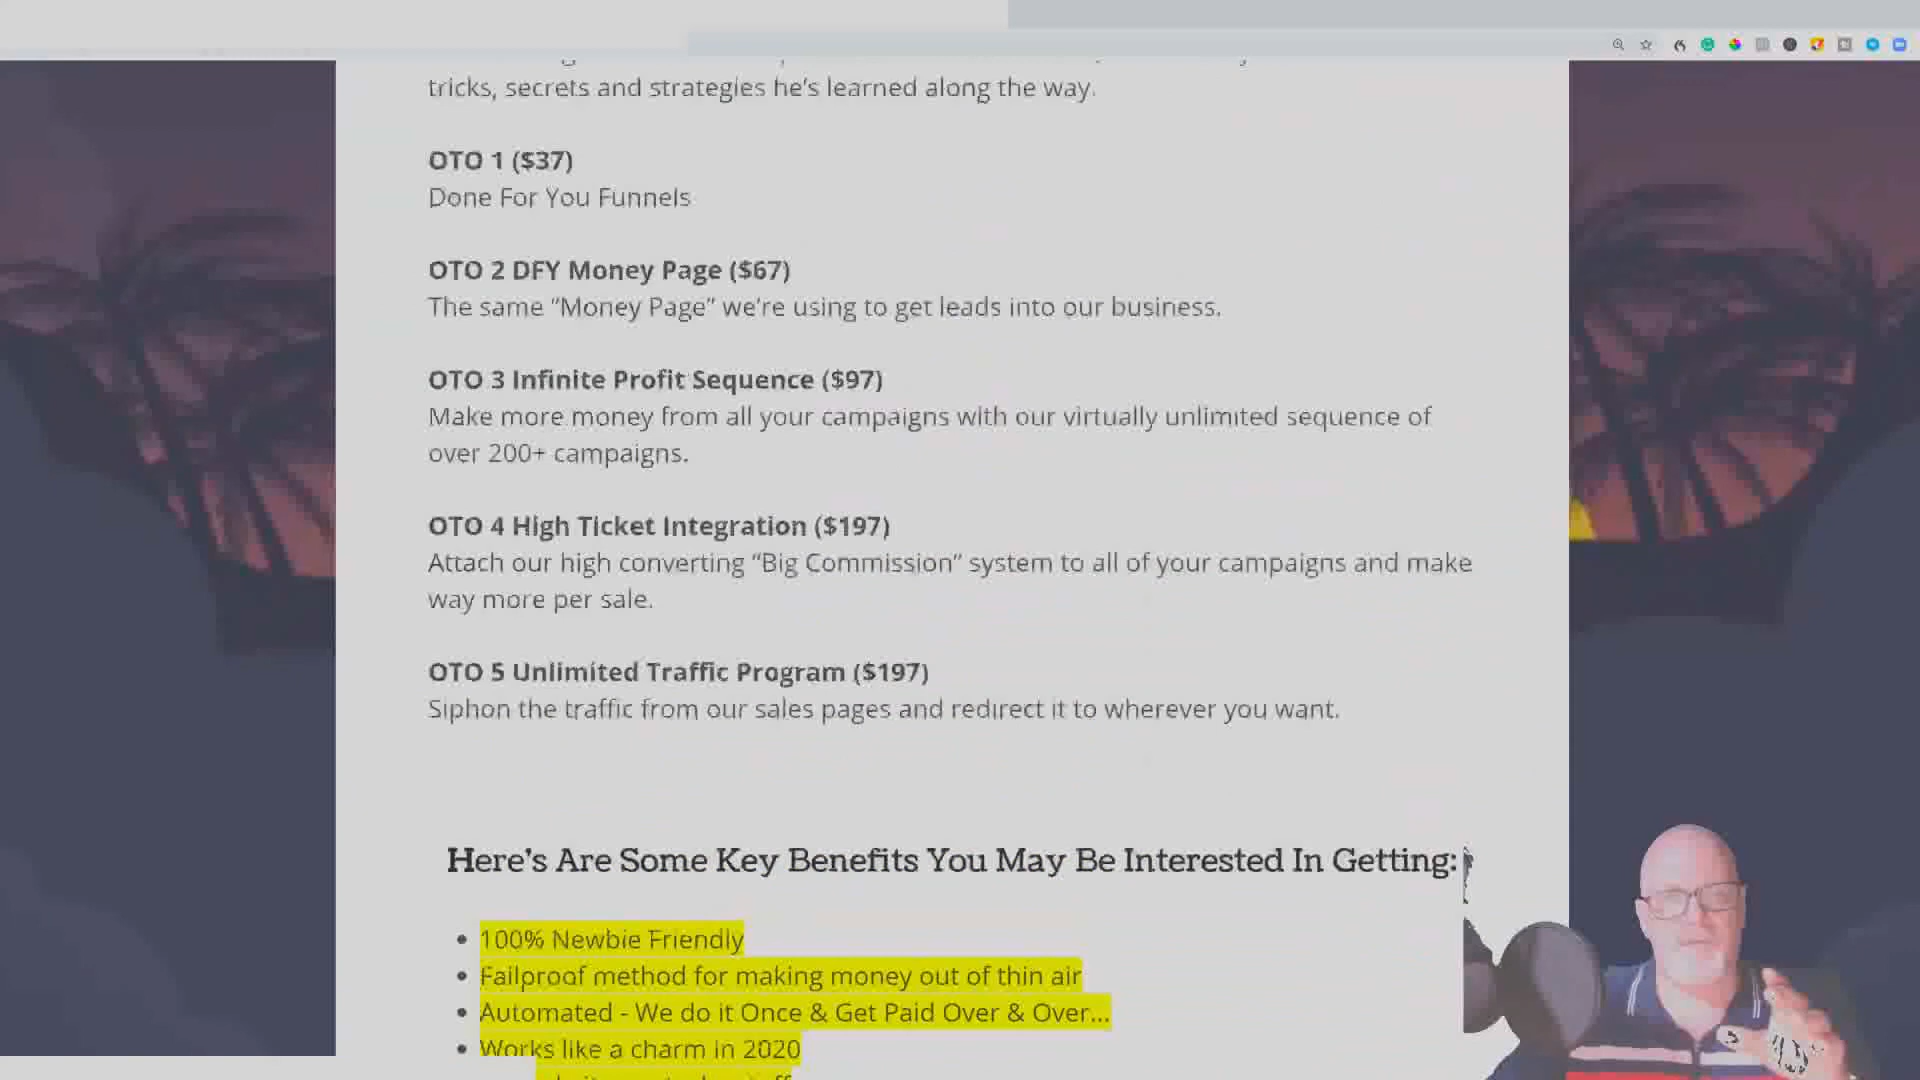 tricks, secrets and strategies he's learned along the way.
OTO 1 ($37)
Done For You Funnels
OTO 2 DFY Money Page ($67)
The same “Money Page” we're using to get leads into our business.
OTO 3 Infinite Profit Sequence ($97)
Make more money from all your campaigns with our virtually unlimited sequence of
over 200+ campaigns.
OTO 4 High Ticket Integration ($197)
Attach our high converting “Big Commission” system to all of your campaigns and make
way more per sale.
OTO 5 Unlimited Traffic Program ($197)
Siphon the traffic from our sales pages and redirect it to wherever you want.
Here's Are Some Key Benefits You May Be Interested In Getting:
100% Newbie Friendly
Failproof method for making money out of thin air
Automated - We do it Once & Get Paid Over & Over...
Works like a charm in 2020